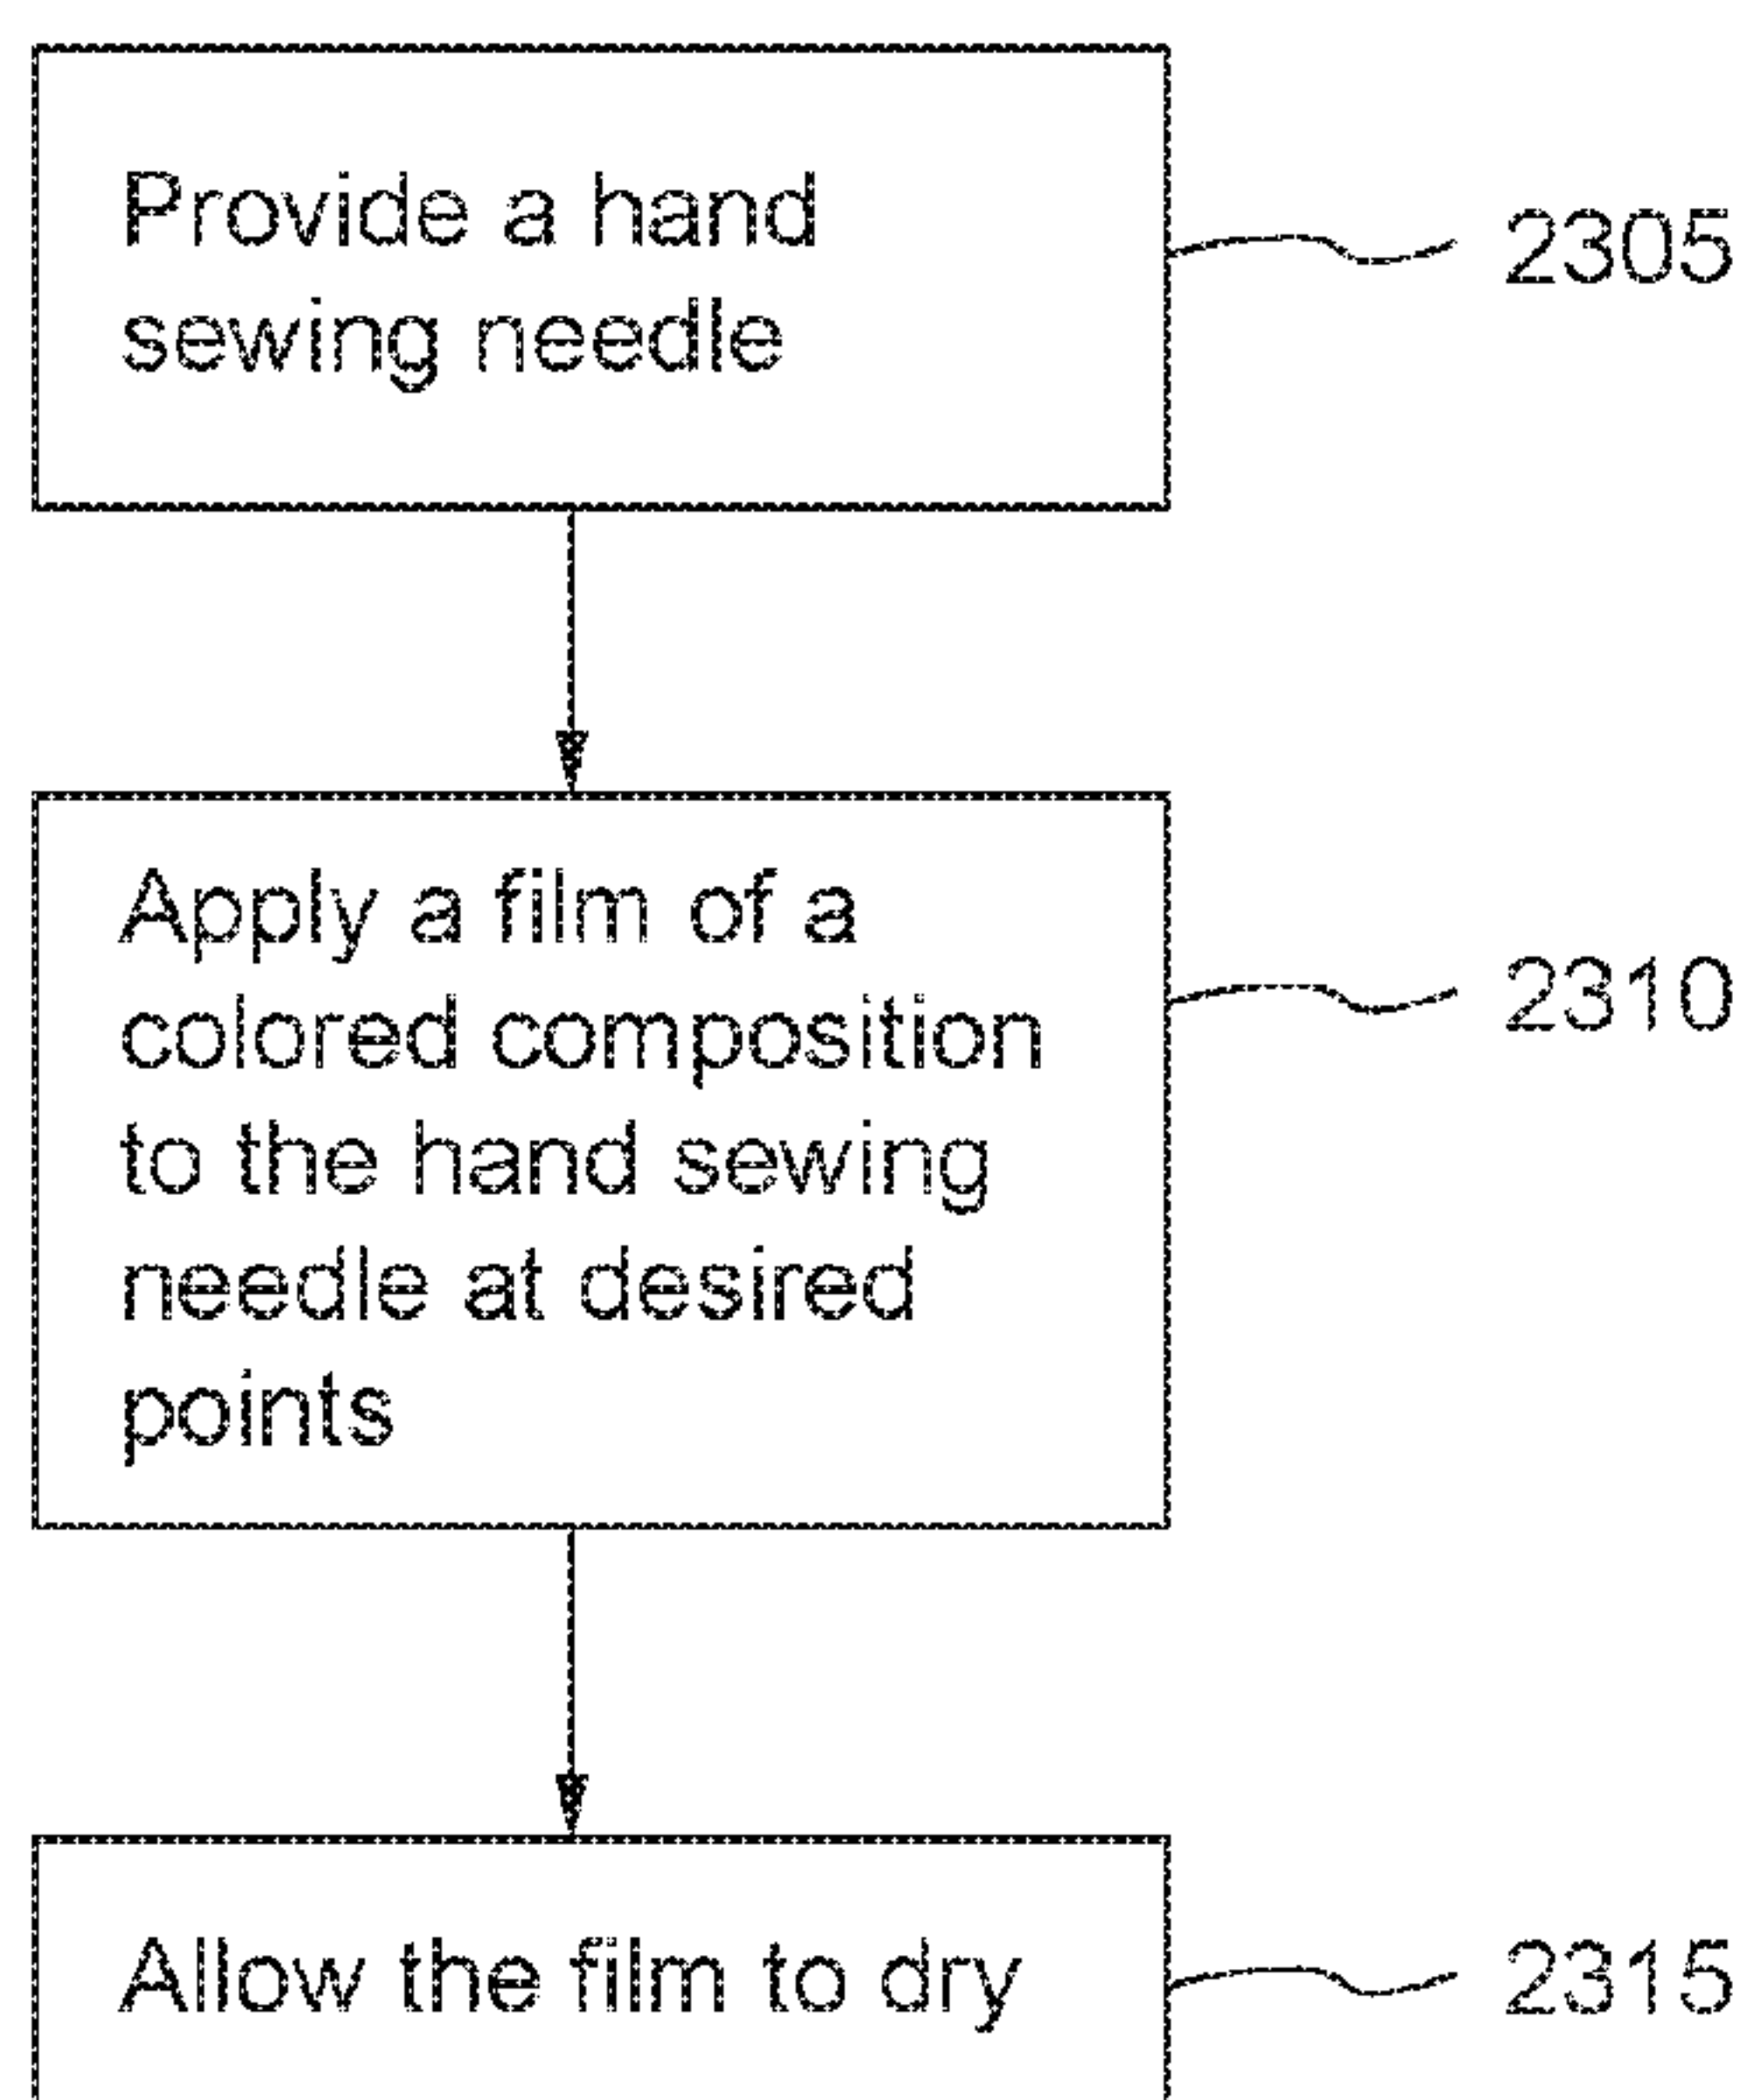 Provide a hand
sewing needle
2305
Apply a film of a
colored composition
to the hand sewing
needle at desired
points
2310
Allow the film to dry
2315